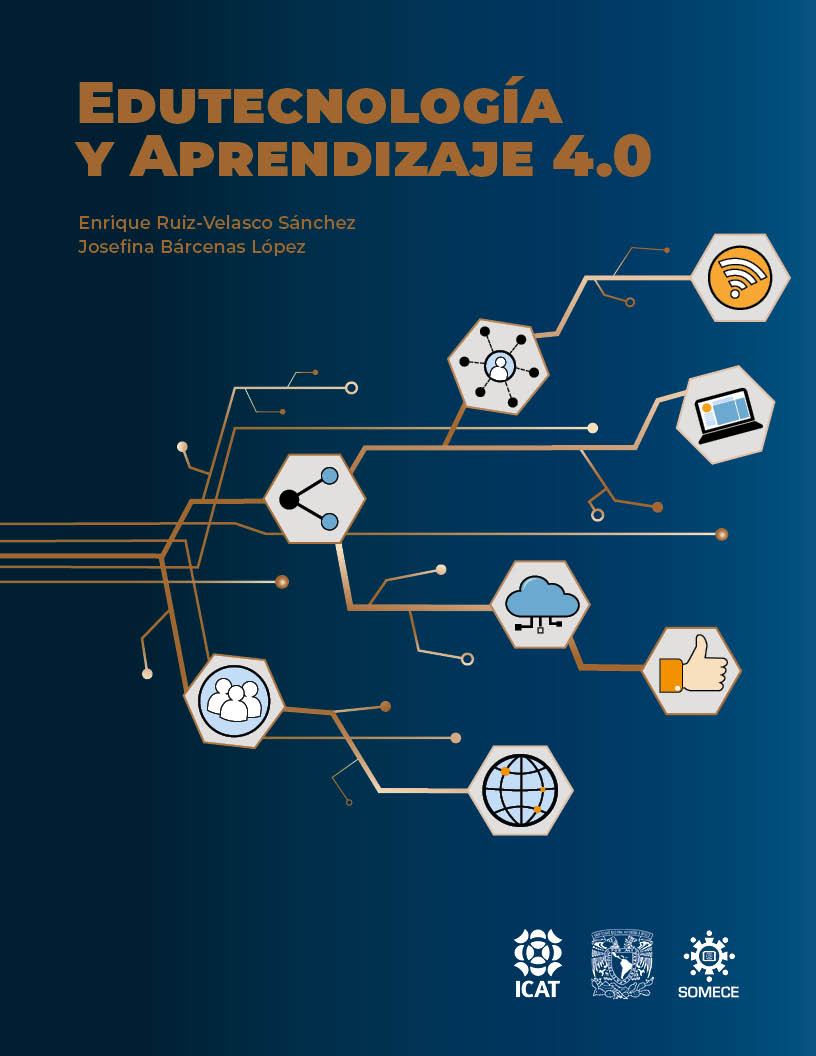 Edutecnología
y Aprendizaje 4.0
Enrique Ruiz-Velasco Sánchez
Josefina Bárcenas López
ICAT
SOMECE